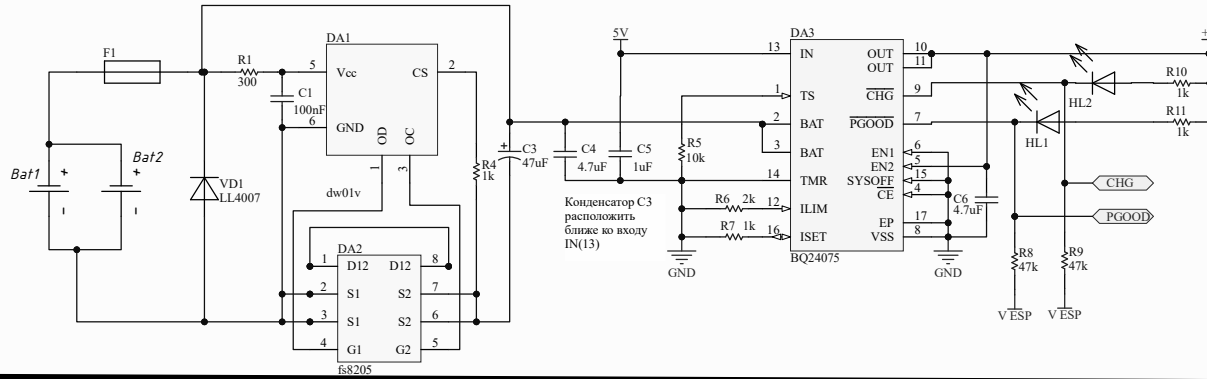 F1
Bat1
+
-
Bat2
+
-
VD1
LL4007
R1
300
C1
100nF
DA1
5
Vcc
CS
2
6
GND
OD
OC
1
3
dw01v
R4
1k
DA2
1
D12
D12
8
2
S1
S2
7
3
S1
S2
6
4
G1
G2
5
fs8205
+
C3
47uF
C4
4.7uF
C5
1uF
5V
Конденсатор C3
расположить
ближе ко входу
IN(13)
R5
10k
R6
2k
R7
1k
GND
DA3
13
IN
OUT
10
OUT
11
1
TS
CHG
9
2
BAT
PGOOD
7
3
BAT
EN1
6
EN2
5
14
TMR
SYSOFF
15
CE
4
12
ILIM
EP
17
16
ISET
VSS
8
BQ24075
C6
4.7uF
GND
HL2
HL1
R10
1k
R11
1k
+
CHG
PGOOD
R8
47k
R9
47k
V ESP
V ESP